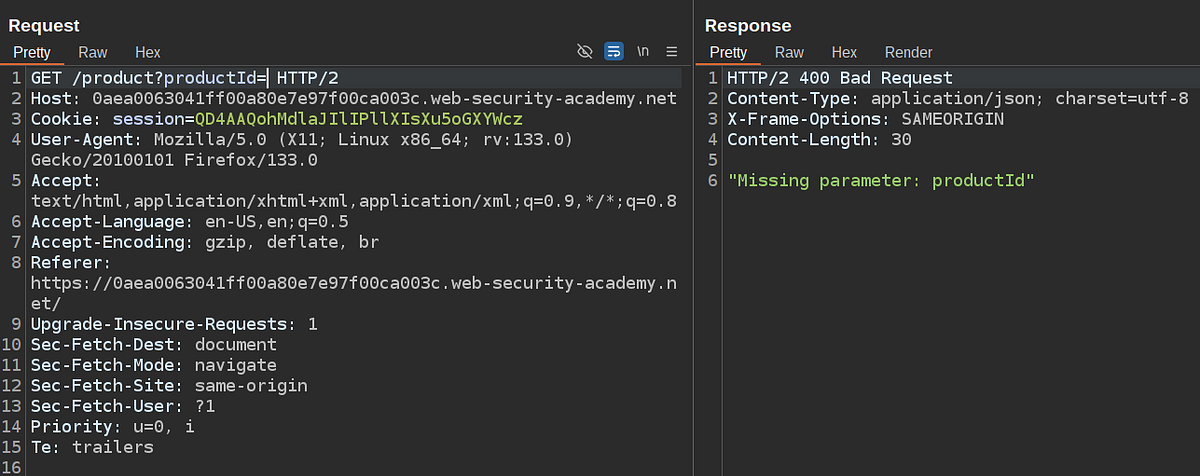 Request
Pretty Raw Hex \n
1 GET /product?productId= HTTP/2
2 Host: 0aea0063041ff00a80e7e97f00ca003c.web-security-academy.net
3 Cookie: session=QD4AAQohMdlaJIlIPllXIsXu5oGXYWcz
4 User-Agent: Mozilla/5.0 (X11; Linux x86_64; rv:133.0)
Gecko/20100101 Firefox/133.0
5 Accept:
text/html,application/xhtml+xml,application/xml;q=0.9,*/*;q=0.8
6 Accept-Language: en-US,en;q=0.5
7 Accept-Encoding: gzip, deflate, br
8 Referer:
https://0aea0063041ff00a80e7e97f00ca003c.web-security-academy.n
et/
9 Upgrade-Insecure-Requests: 1
10 Sec-Fetch-Dest: document
11 Sec-Fetch-Mode: navigate
12 Sec-Fetch-Site: same-origin
13 Sec-Fetch-User: ?1
14 Priority: u=0, i
15 Te: trailers
16
Response
Pretty Raw Hex Render
1 HTTP/2 400 Bad Request
2 Content-Type: application/json; charset=utf-8
3 X-Frame-Options: SAMEORIGIN
4 Content-Length: 30
5
6 "Missing parameter: productId"